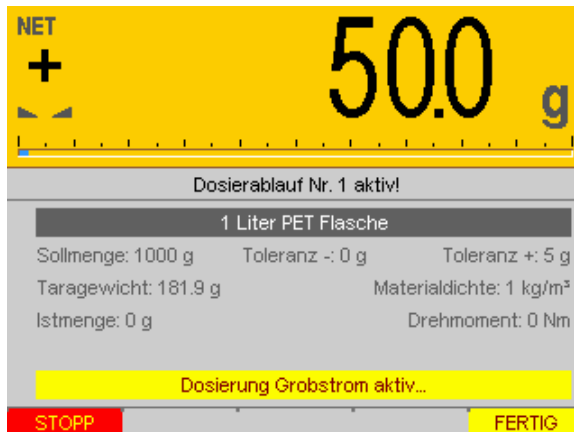 NET
+ 50.0 g
Dosierablauf Nr. 1 aktiv!
1 Liter PET Flasche
Sollmenge: 1000 g Toleranz -: 0 g Toleranz +: 5 g
Taragewicht: 181.9 g Materialdichte: 1 kg/m³
Istmenge: 0 g Drehmoment: 0 Nm
Dosierung Grobstrom aktiv...
STOPP FERTIG